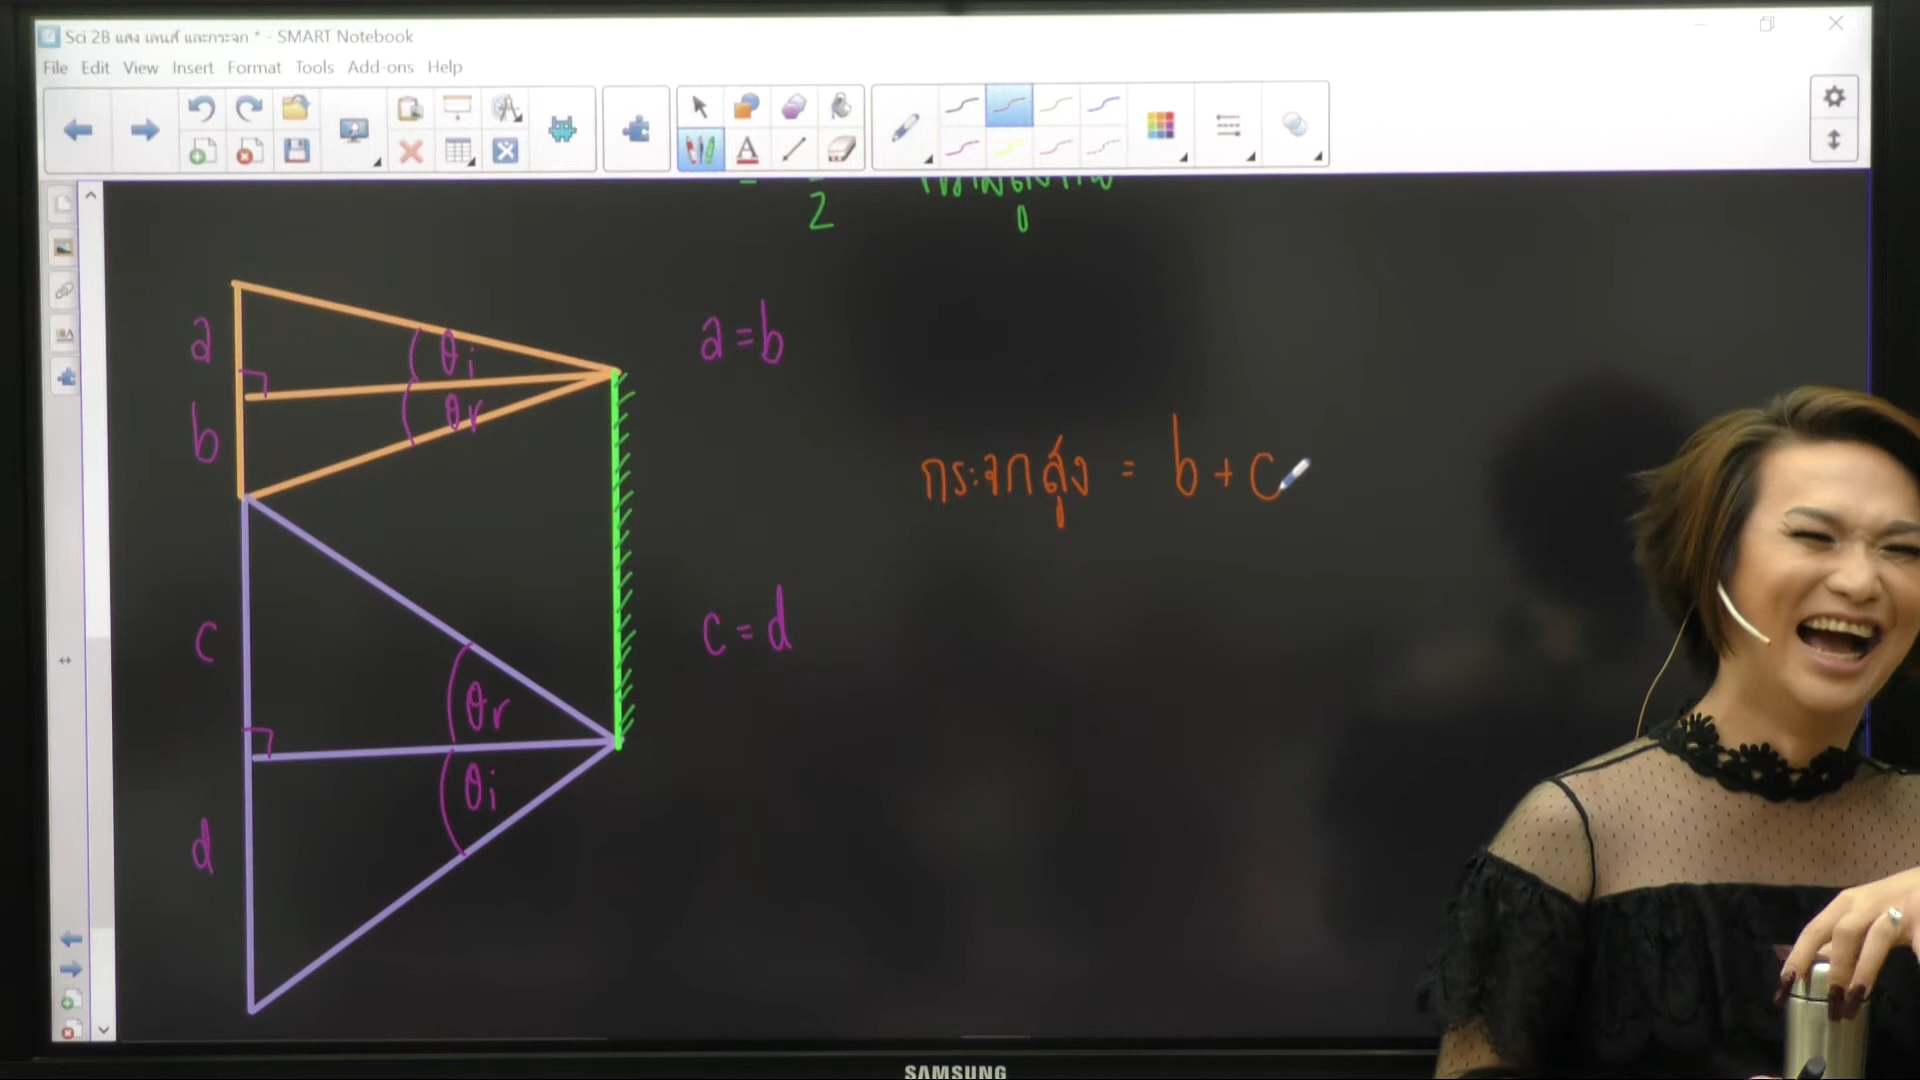 Sci 2B แสง เลนส์ และกระจก * - SMART Notebook
File Edit View Insert Format Tools Add-ons Help
2
a
θi
a = b
b
θr
กระจกสูง = b + c
c
c = d
θr
θi
d
SAMSUNG